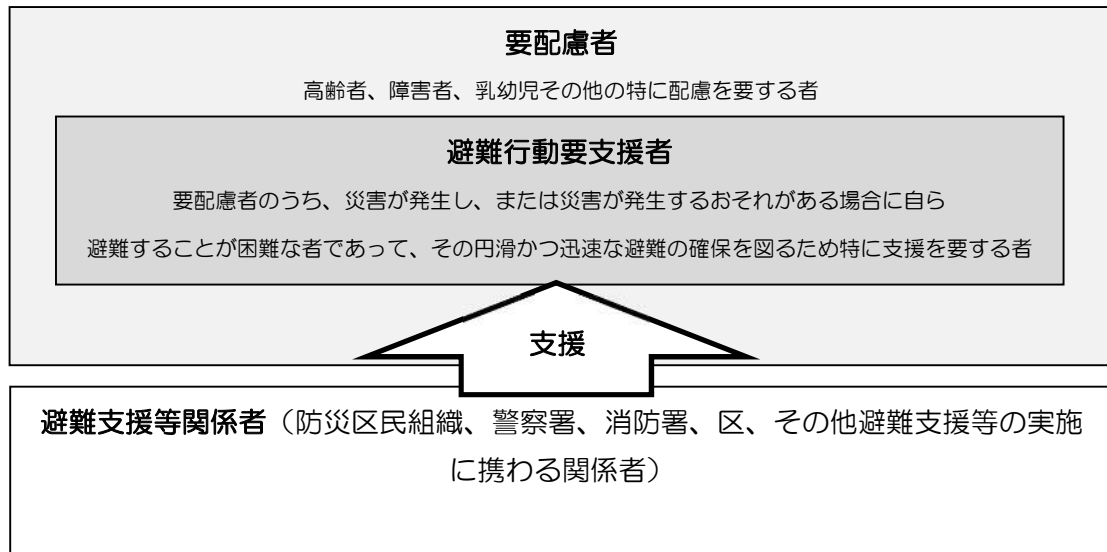 要配慮者
高齢者、障害者、乳幼児その他の特に配慮を要する者
避難行動要支援者
要配慮者のうち、災害が発生し、または災害が発生するおそれがある場合に自ら
避難することが困難な者であって、その円滑かつ迅速な避難の確保を図るため特に支援を要する者
支援
避難支援等関係者（防災区民組織、警察署、消防署、区、その他避難支援等の実施
に携わる関係者）